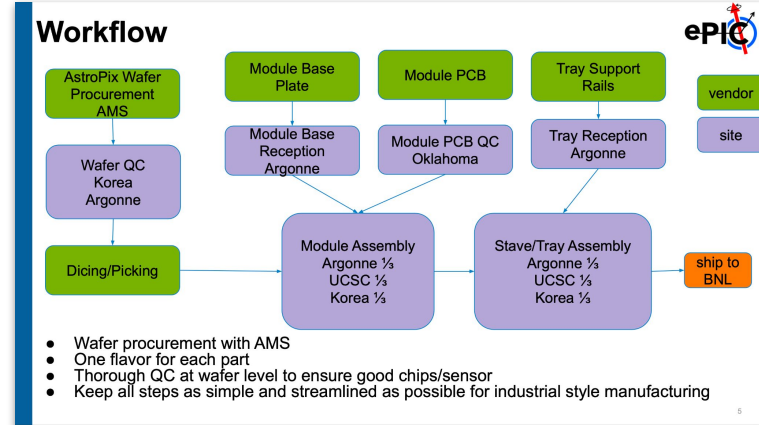 Workflow
ePIC
AstroPix Wafer
Procurement
AMS
Module Base
Plate
Module PCB
Tray Support
Rails
vendor
Module Base
Reception
Argonne
Module PCB QC
Oklahoma
Tray Reception
Argonne
site
Wafer QC
Korea
Argonne
Dicing/Picking
Module Assembly
Argonne ⅓
UCSC ⅓
Korea ⅓
Stave/Tray Assembly
Argonne ⅓
UCSC ⅓
Korea ⅓
ship to
BNL
● Wafer procurement with AMS
● One flavor for each part
● Thorough QC at wafer level to ensure good chips/sensor
● Keep all steps as simple and streamlined as possible for industrial style manufacturing
5